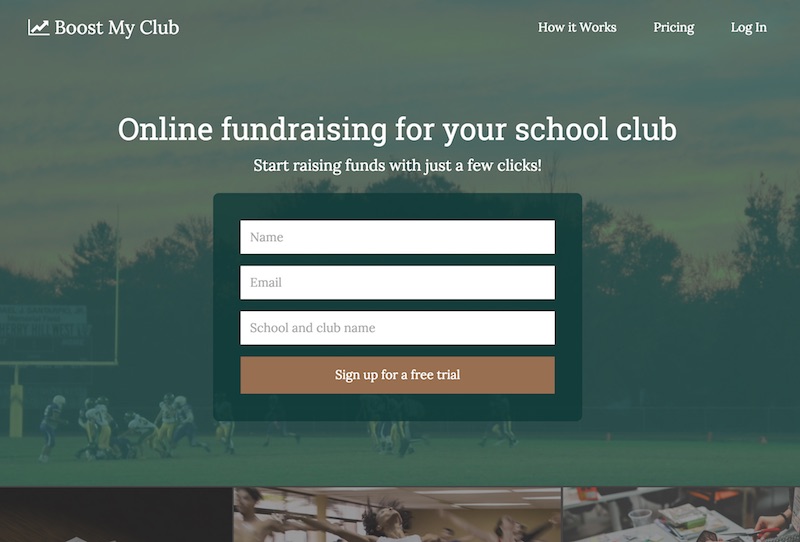 Boost My Club
How it Works
Pricing
Log In
Online fundraising for your school club
Start raising funds with just a few clicks!
Name
Email
School and club name
Sign up for a free trial